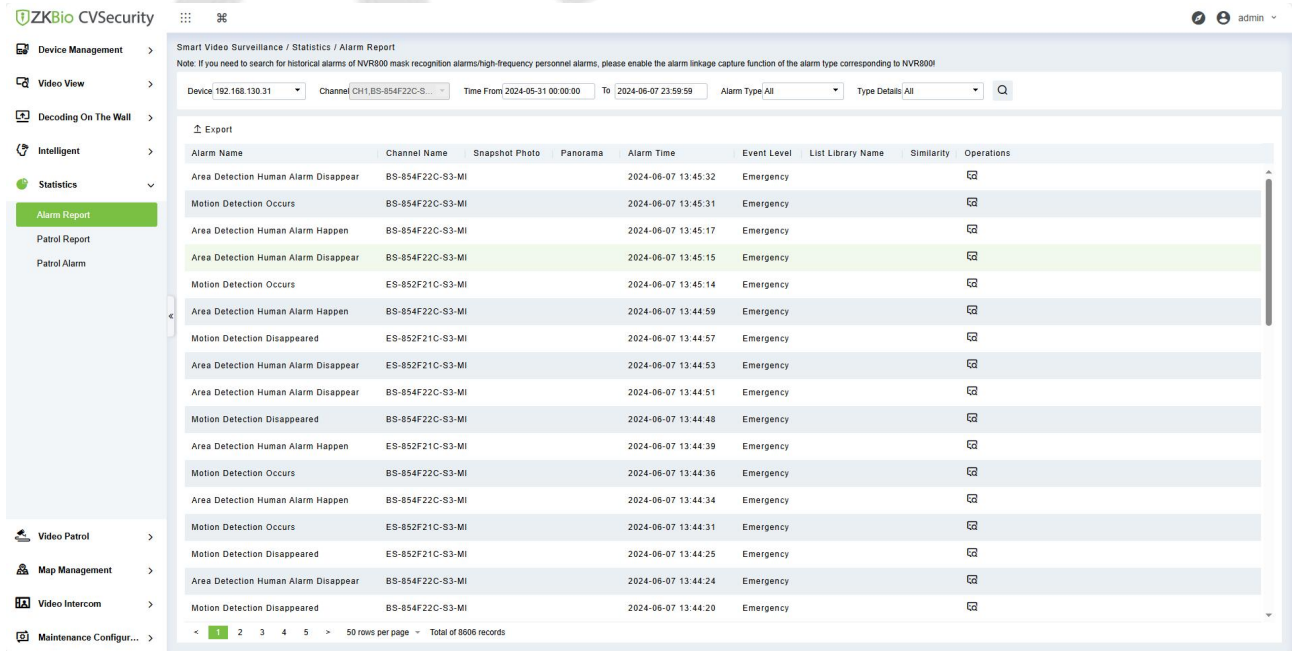 ZKBio CVSecurity
admin
Device Management
Video View
Decoding On The Wall
Intelligent
Statistics
Alarm Report
Patrol Report
Patrol Alarm
Video Patrol
Map Management
Video Intercom
Maintenance Configur...
Smart Video Surveillance / Statistics / Alarm Report
Note: If you need to search for historical alarms of NVR800 mask recognition alarms/high-frequency personnel alarms, please enable the alarm linkage capture function of the alarm type corresponding to NVR800!
Device 192.168.130.31 Channel CH1,BS-854F22C-S... Time From 2024-05-31 00:00:00 To 2024-06-07 23:59:59 Alarm Type All Type Details All
Export
Alarm Name Channel Name Snapshot Photo Panorama Alarm Time Event Level List Library Name Similarity Operations
Area Detection Human Alarm Disappear BS-854F22C-S3-MI 2024-06-07 13:45:32 Emergency
Motion Detection Occurs BS-854F22C-S3-MI 2024-06-07 13:45:31 Emergency
Area Detection Human Alarm Happen BS-854F22C-S3-MI 2024-06-07 13:45:17 Emergency
Area Detection Human Alarm Disappear BS-854F22C-S3-MI 2024-06-07 13:45:15 Emergency
Motion Detection Occurs ES-852F21C-S3-MI 2024-06-07 13:45:14 Emergency
Area Detection Human Alarm Happen BS-854F22C-S3-MI 2024-06-07 13:44:59 Emergency
Motion Detection Disappeared ES-852F21C-S3-MI 2024-06-07 13:44:57 Emergency
Area Detection Human Alarm Disappear ES-852F21C-S3-MI 2024-06-07 13:44:53 Emergency
Area Detection Human Alarm Disappear BS-854F22C-S3-MI 2024-06-07 13:44:51 Emergency
Motion Detection Disappeared BS-854F22C-S3-MI 2024-06-07 13:44:48 Emergency
Area Detection Human Alarm Happen ES-852F21C-S3-MI 2024-06-07 13:44:39 Emergency
Motion Detection Occurs BS-854F22C-S3-MI 2024-06-07 13:44:36 Emergency
Area Detection Human Alarm Happen BS-854F22C-S3-MI 2024-06-07 13:44:34 Emergency
Motion Detection Occurs ES-852F21C-S3-MI 2024-06-07 13:44:31 Emergency
Motion Detection Disappeared ES-852F21C-S3-MI 2024-06-07 13:44:25 Emergency
Area Detection Human Alarm Disappear BS-854F22C-S3-MI 2024-06-07 13:44:24 Emergency
Motion Detection Disappeared BS-854F22C-S3-MI 2024-06-07 13:44:20 Emergency
< 1 2 3 4 5 > 50 rows per page Total of 8606 records